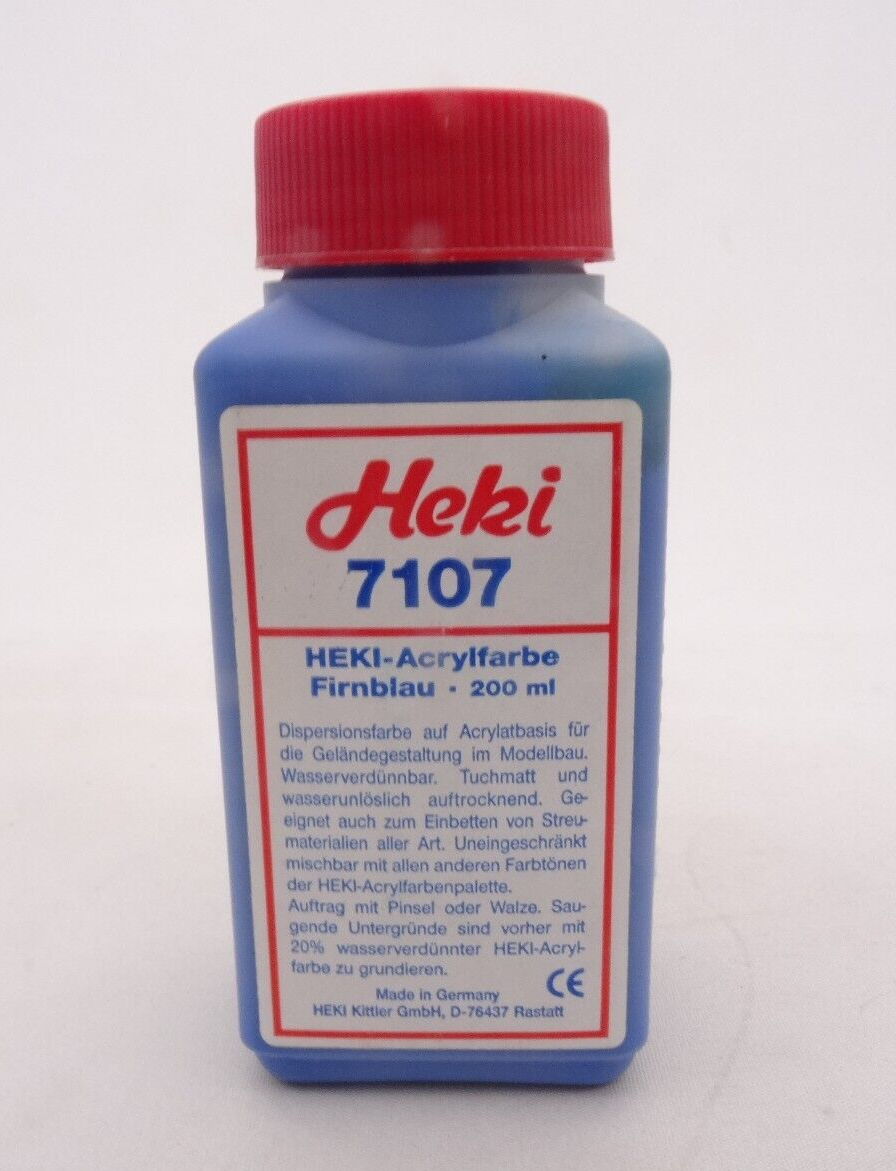 Heki
7107
HEKI-Acrylfarbe
Firnblau · 200 ml
Dispersionsfarbe auf Acrylatbasis für
die Geländegestaltung im Modellbau.
Wasserverdünnbar. Tuchmatt und
wasserunlöslich auftrocknend. Ge-
eignet auch zum Einbetten von Streu-
materialien aller Art. Uneingeschränkt
mischbar mit allen anderen Farbtönen
der HEKI-Acrylfarbenpalette.
Auftrag mit Pinsel oder Walze. Sau-
gende Untergründe sind vorher mit
20% wasserverdünnter HEKI-Acryl-
farbe zu grundieren.
CE
Made in Germany
HEKI Kittler GmbH, D-76437 Rastatt